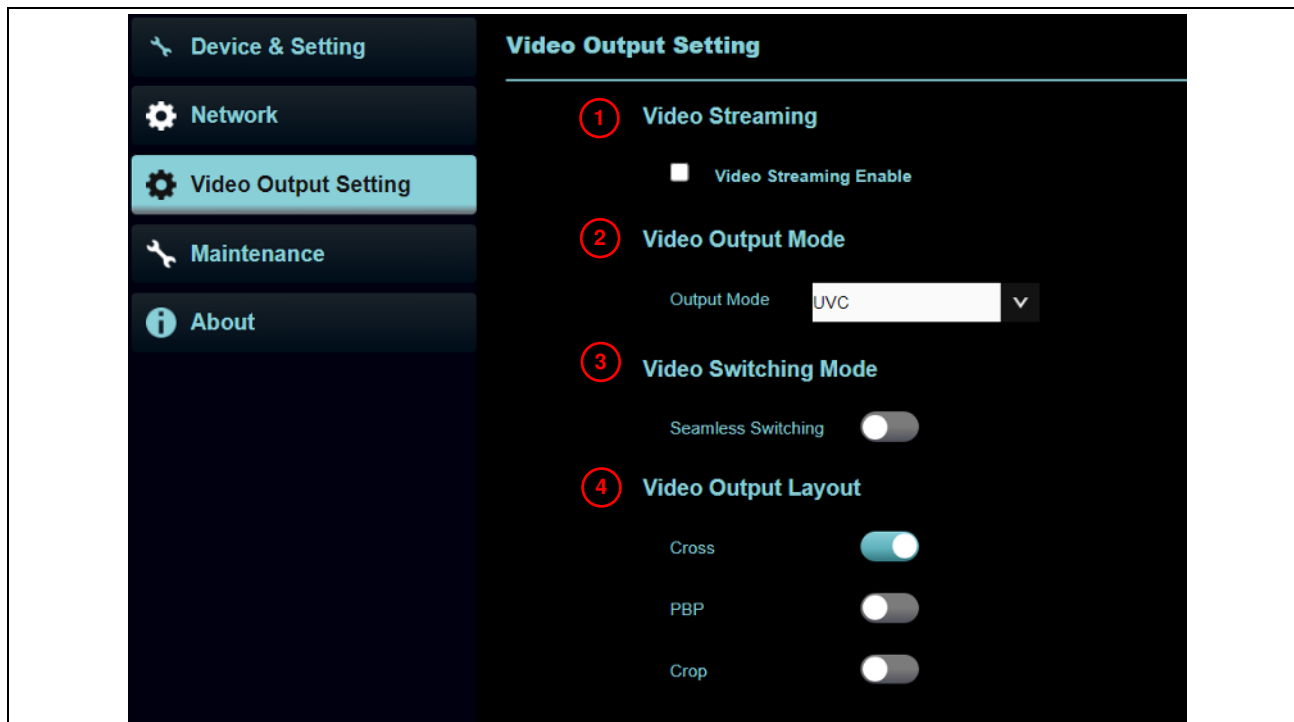 Device & Setting
Network
Video Output Setting
Maintenance
About
Video Output Setting
1 Video Streaming
Video Streaming Enable
2 Video Output Mode
Output Mode UVC
3 Video Switching Mode
Seamless Switching
4 Video Output Layout
Cross
PBP
Crop